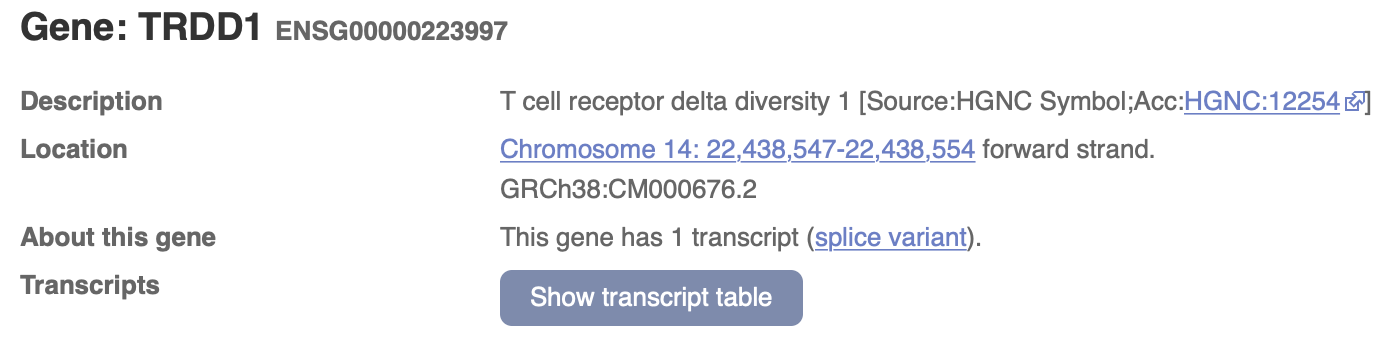 Gene: TRDD1 ENSG00000223997
Description T cell receptor delta diversity 1 [Source:HGNC Symbol;Acc:HGNC:12254]
Location Chromosome 14: 22,438,547-22,438,554 forward strand.
GRCh38:CM000676.2
About this gene This gene has 1 transcript (splice variant).
Transcripts Show transcript table